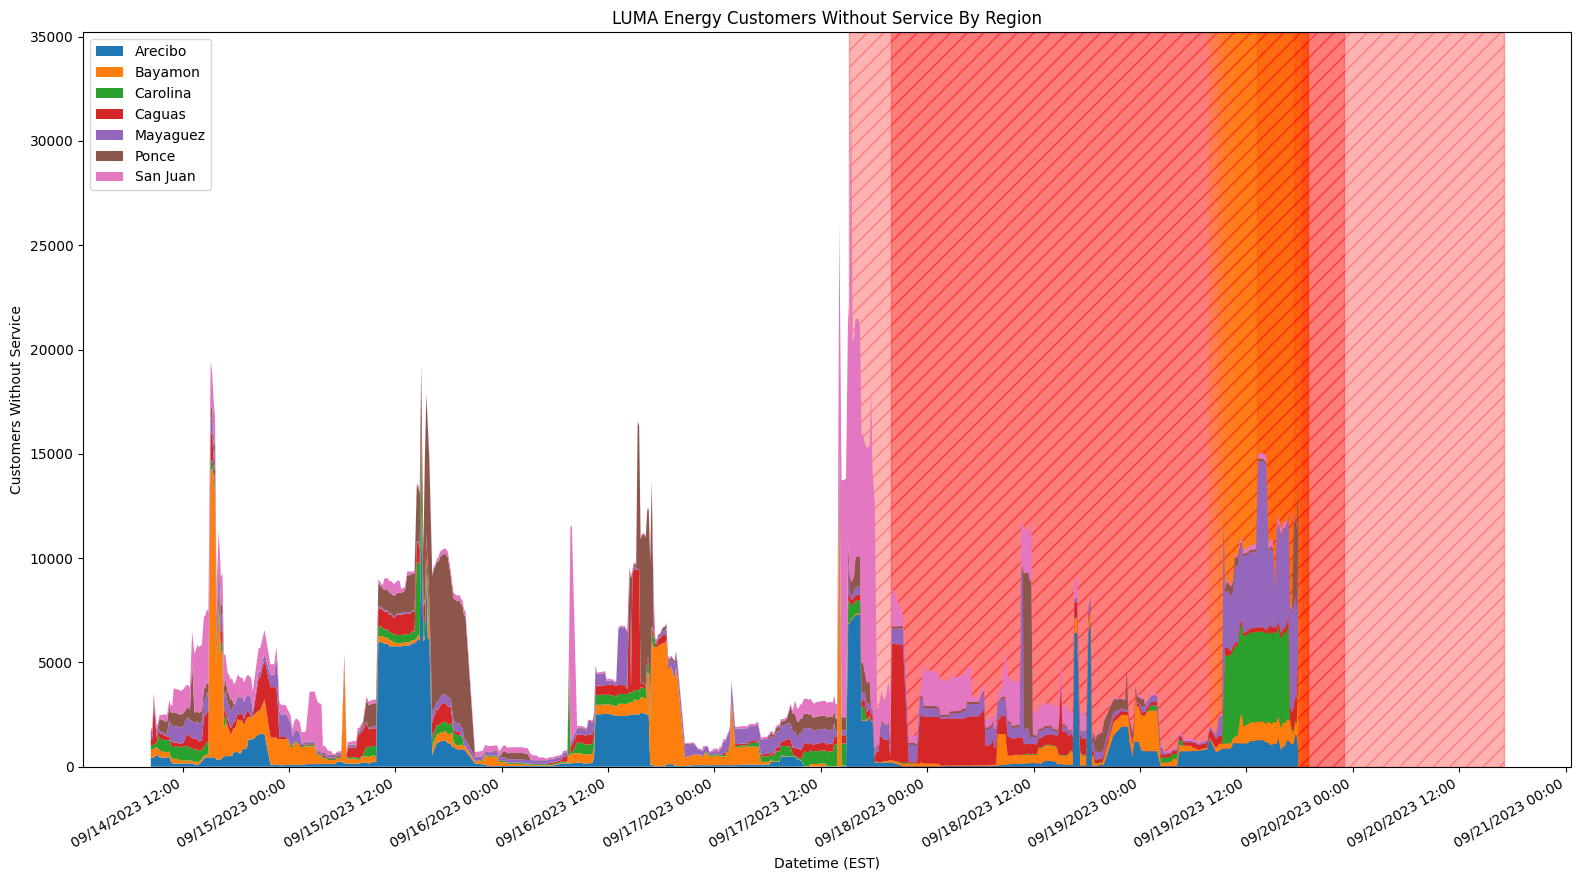 LUMA Energy Customers Without Service By Region
35000
30000
25000
20000
15000
10000
5000
0
Customers Without Service
Arecibo
Bayamon
Carolina
Caguas
Mayaguez
Ponce
San Juan
09/14/2023 12:00
09/15/2023 00:00
09/15/2023 12:00
09/16/2023 00:00
09/16/2023 12:00
09/17/2023 00:00
09/17/2023 12:00
09/18/2023 00:00
09/18/2023 12:00
09/19/2023 00:00
09/19/2023 12:00
09/20/2023 00:00
09/20/2023 12:00
09/21/2023 00:00
Datetime (EST)